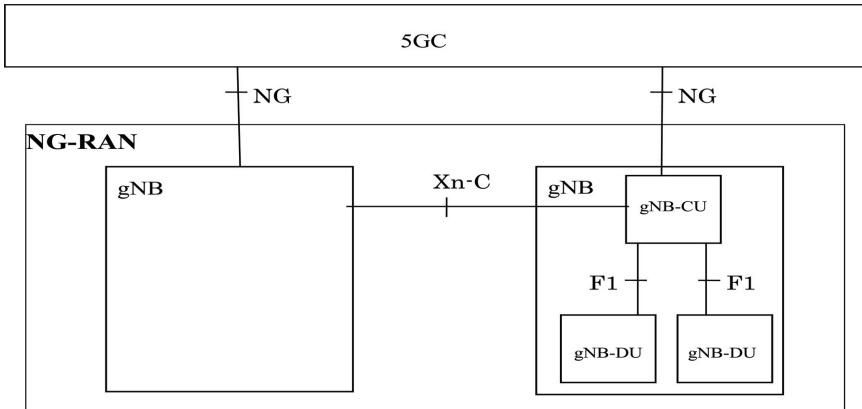 5GC
NG
NG
NG-RAN
gNB
Xn-C
gNB
gNB-CU
F1
F1
gNB-DU
gNB-DU